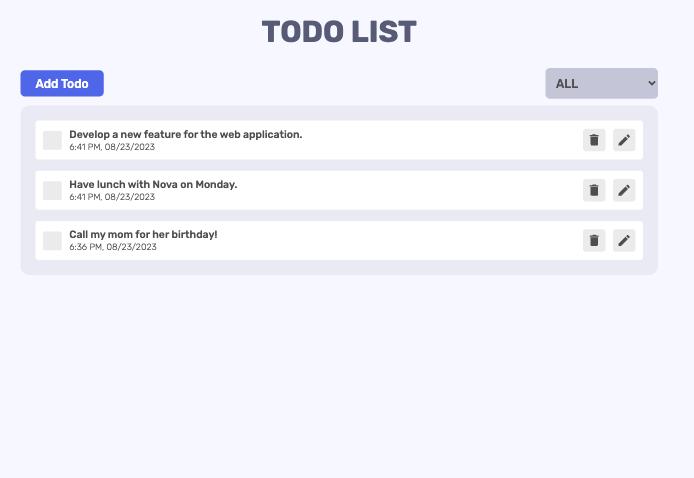 TODO LIST
Add Todo
ALL
Develop a new feature for the web application.
6:41 PM, 08/23/2023
Have lunch with Nova on Monday.
6:41 PM, 08/23/2023
Call my mom for her birthday!
6:36 PM, 08/23/2023